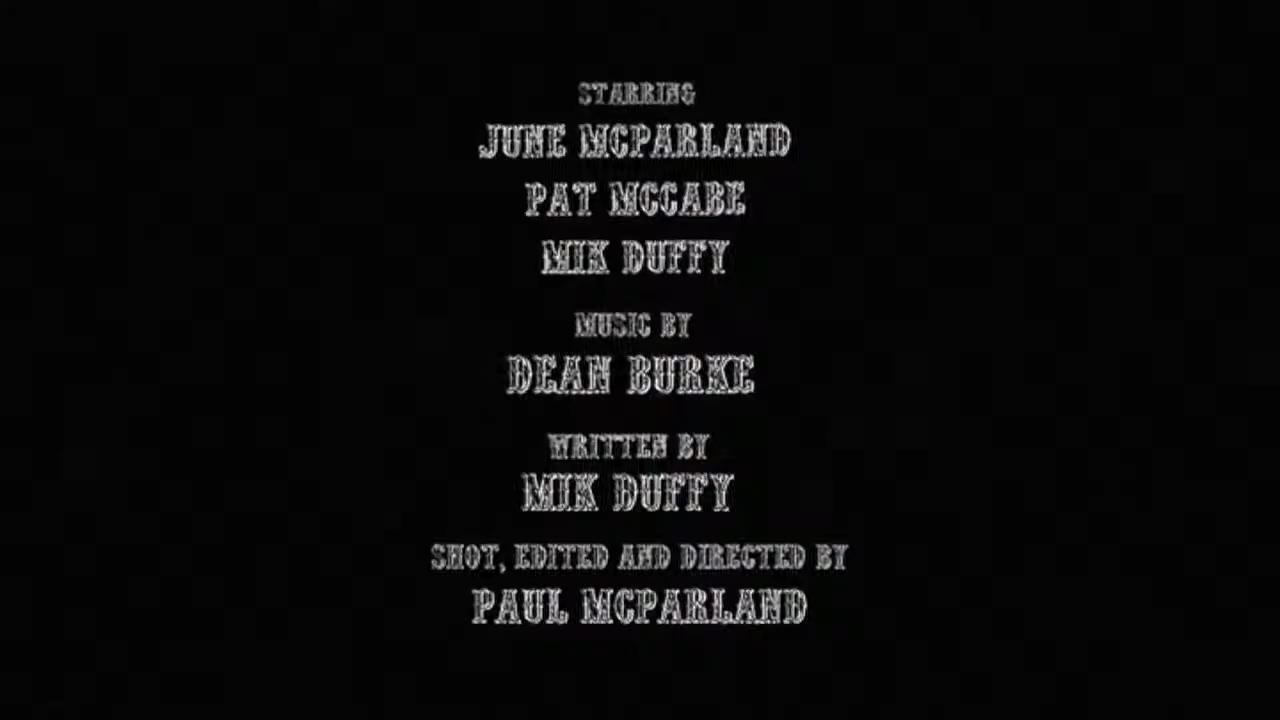 STARRING
JUNE MCPARLAND
PAT MCCABE
MIK DUFFY
MUSIC BY
DEAN BURKE
WRITTEN BY
MIK DUFFY
SHOT, EDITED AND DIRECTED BY
PAUL MCPARLAND